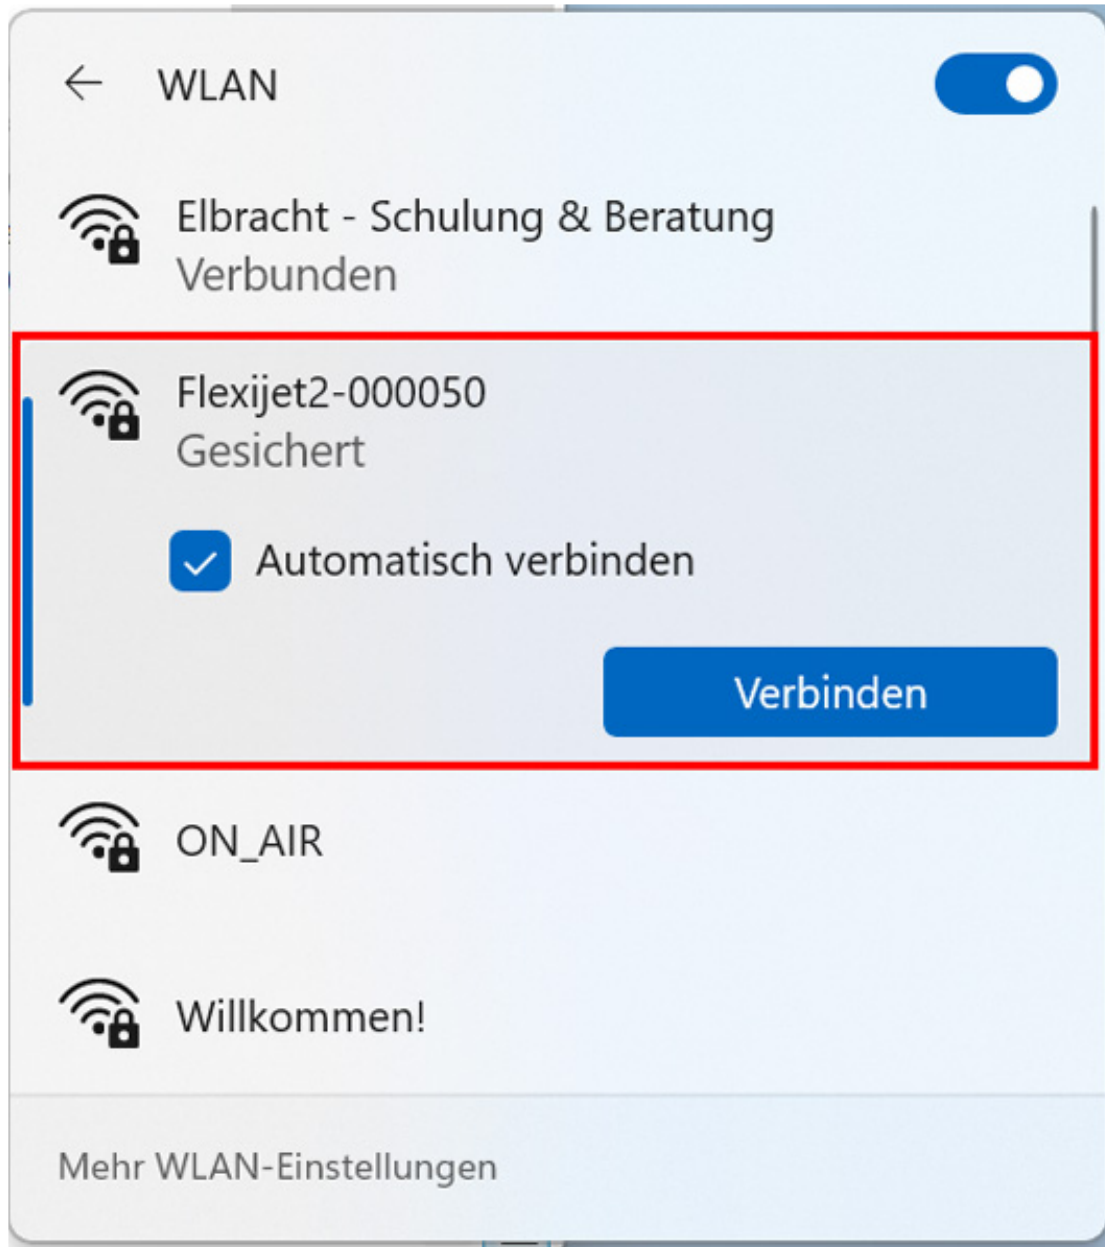 WLAN
Elbracht - Schulung & Beratung
Verbunden
Flexijet2-000050
Gesichert
Automatisch verbinden
Verbinden
ON_AIR
Willkommen!
Mehr WLAN-Einstellungen